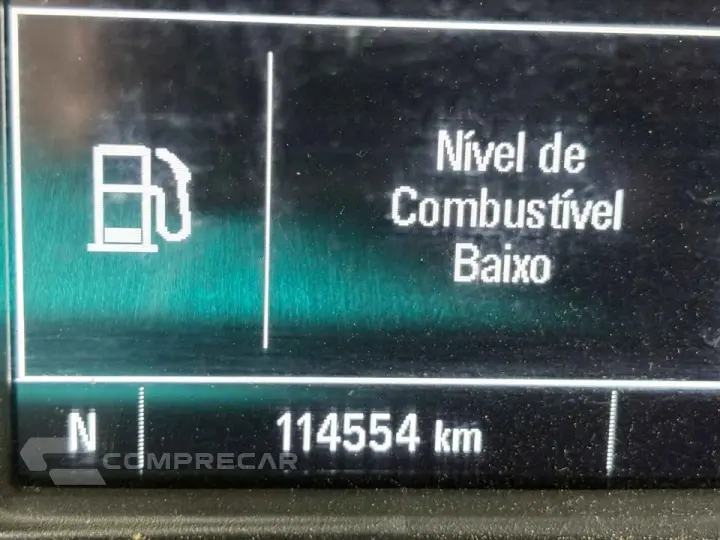 Nível de
Combustível
Baixo
N 114554 km
COMPRECAR